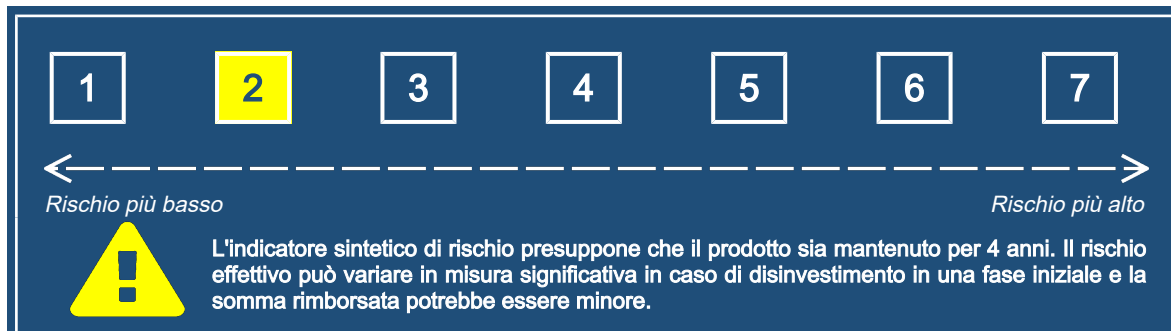 1 2 3 4 5 6 7
Rischio più basso Rischio più alto
!
L'indicatore sintetico di rischio presuppone che il prodotto sia mantenuto per 4 anni. Il rischio
effettivo può variare in misura significativa in caso di disinvestimento in una fase iniziale e la
somma rimborsata potrebbe essere minore.